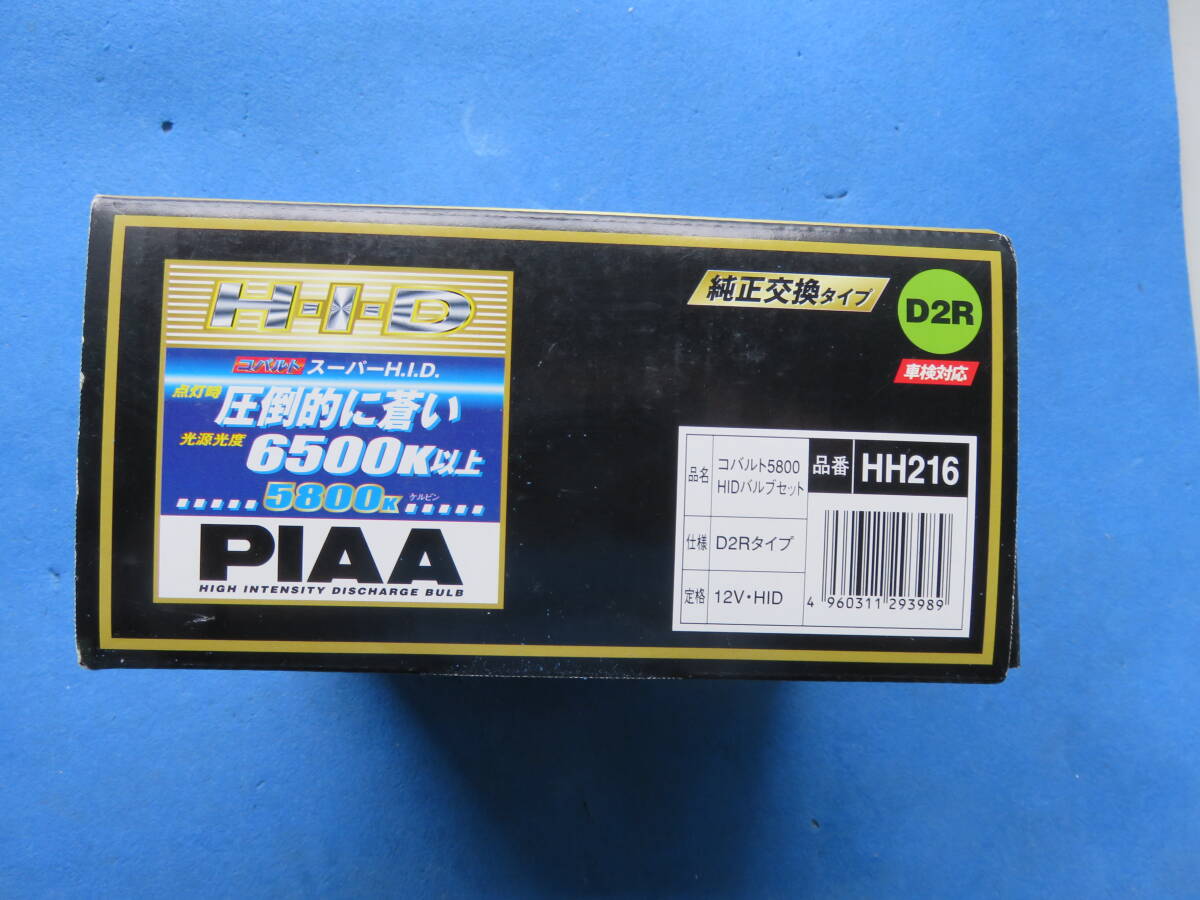 H-I-D
コバルト スーパーH.I.D.
点灯時 圧倒的に蒼い
光源光度 6500K以上
5800K ケルビン
PIAA
HIGH INTENSITY DISCHARGE BULB
純正交換タイプ
D2R
車検対応
品名 コバルト5800 HIDバルブセット
品番 HH216
仕様 D2Rタイプ
定格 12V・HID
4 960311 293989